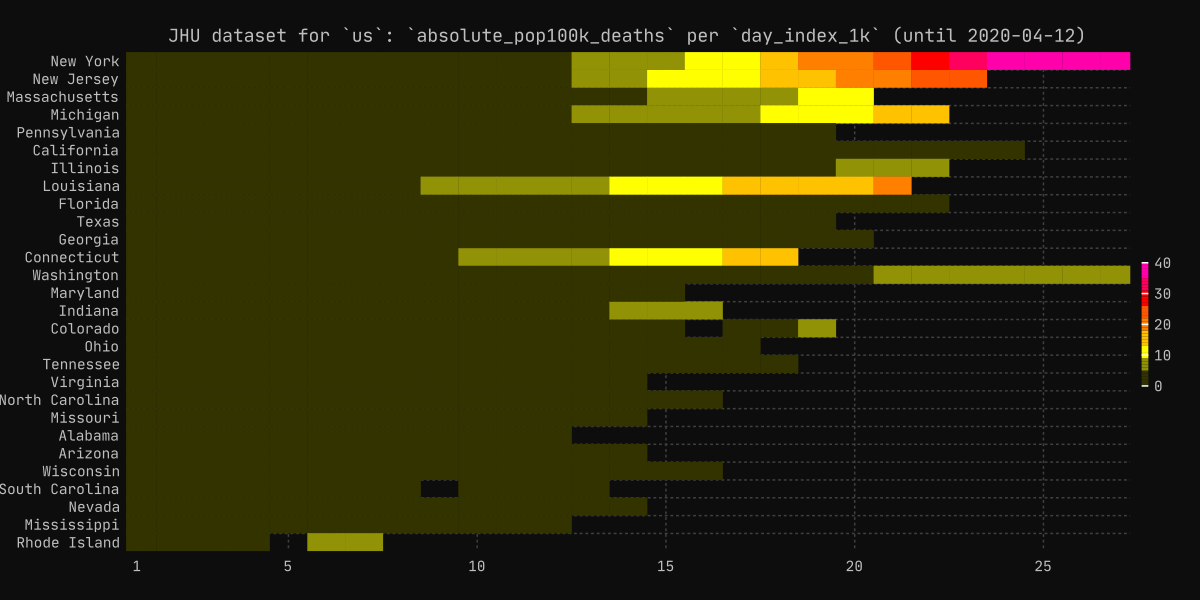 JHU dataset for `us`: `absolute_pop100k_deaths` per `day_index_1k` (until 2020-04-12)
New York
New Jersey
Massachusetts
Michigan
Pennsylvania
California
Illinois
Louisiana
Florida
Texas
Georgia
Connecticut
Washington
Maryland
Indiana
Colorado
Ohio
Tennessee
Virginia
North Carolina
Missouri
Alabama
Arizona
Wisconsin
South Carolina
Nevada
Mississippi
Rhode Island
40
30
20
10
0
1 5 10 15 20 25